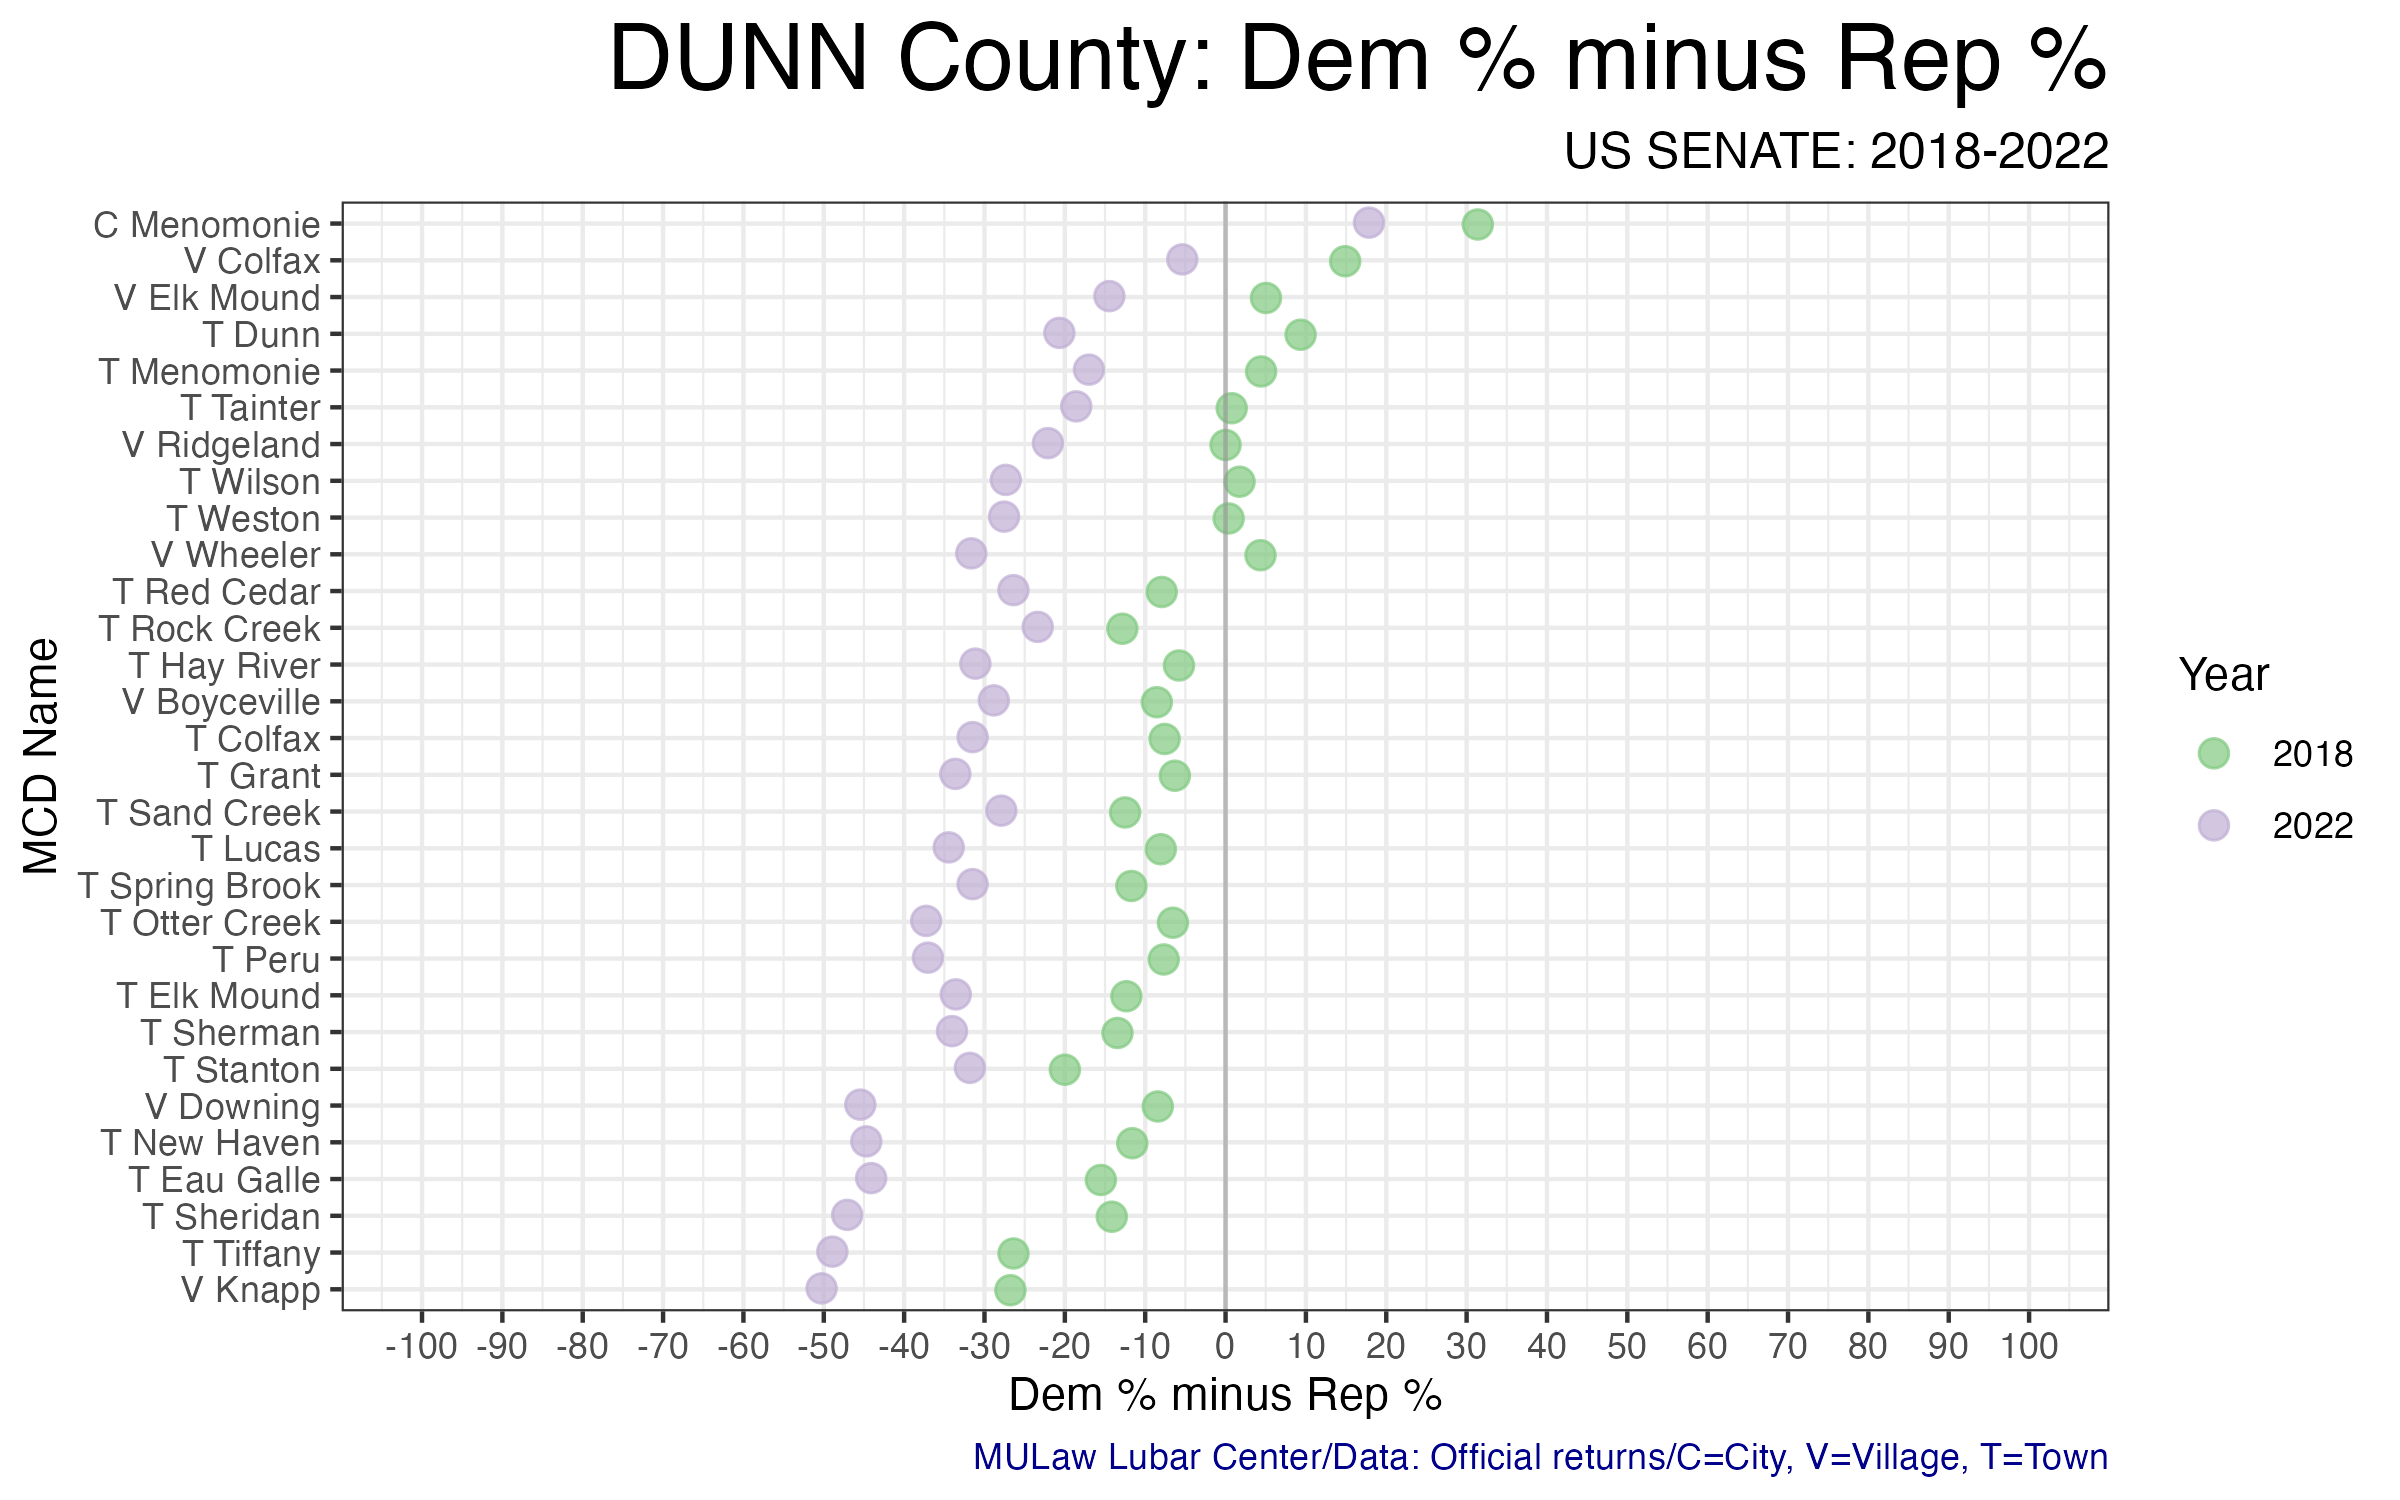 DUNN County: Dem % minus Rep %
US SENATE: 2018-2022
MCD Name
C Menomonie
V Colfax
V Elk Mound
T Dunn
T Menomonie
T Tainter
V Ridgeland
T Wilson
T Weston
V Wheeler
T Red Cedar
T Rock Creek
T Hay River
V Boyceville
T Colfax
T Grant
T Sand Creek
T Lucas
T Spring Brook
T Otter Creek
T Peru
T Elk Mound
T Sherman
T Stanton
V Downing
T New Haven
T Eau Galle
T Sheridan
T Tiffany
V Knapp
-100 -90 -80 -70 -60 -50 -40 -30 -20 -10 0 10 20 30 40 50 60 70 80 90 100
Dem % minus Rep %
Year
2018
2022
MULaw Lubar Center/Data: Official returns/C=City, V=Village, T=Town